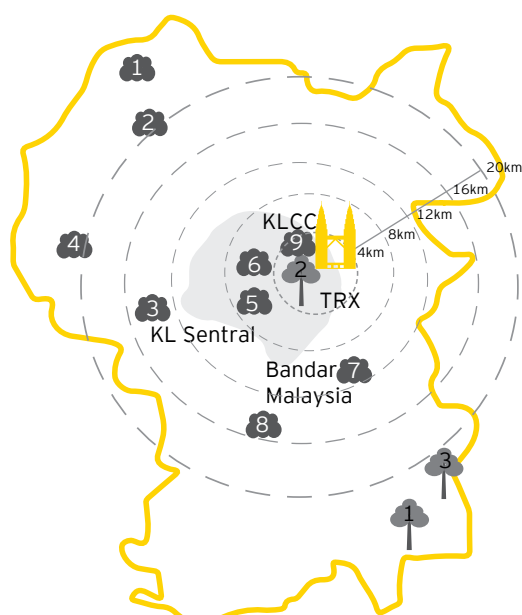 1
2
20km
16km
12km
KLCC
8km
4
9
4km
6
2
3
5
TRX
KL Sentral
Bandar
7
Malaysia
8
3
1